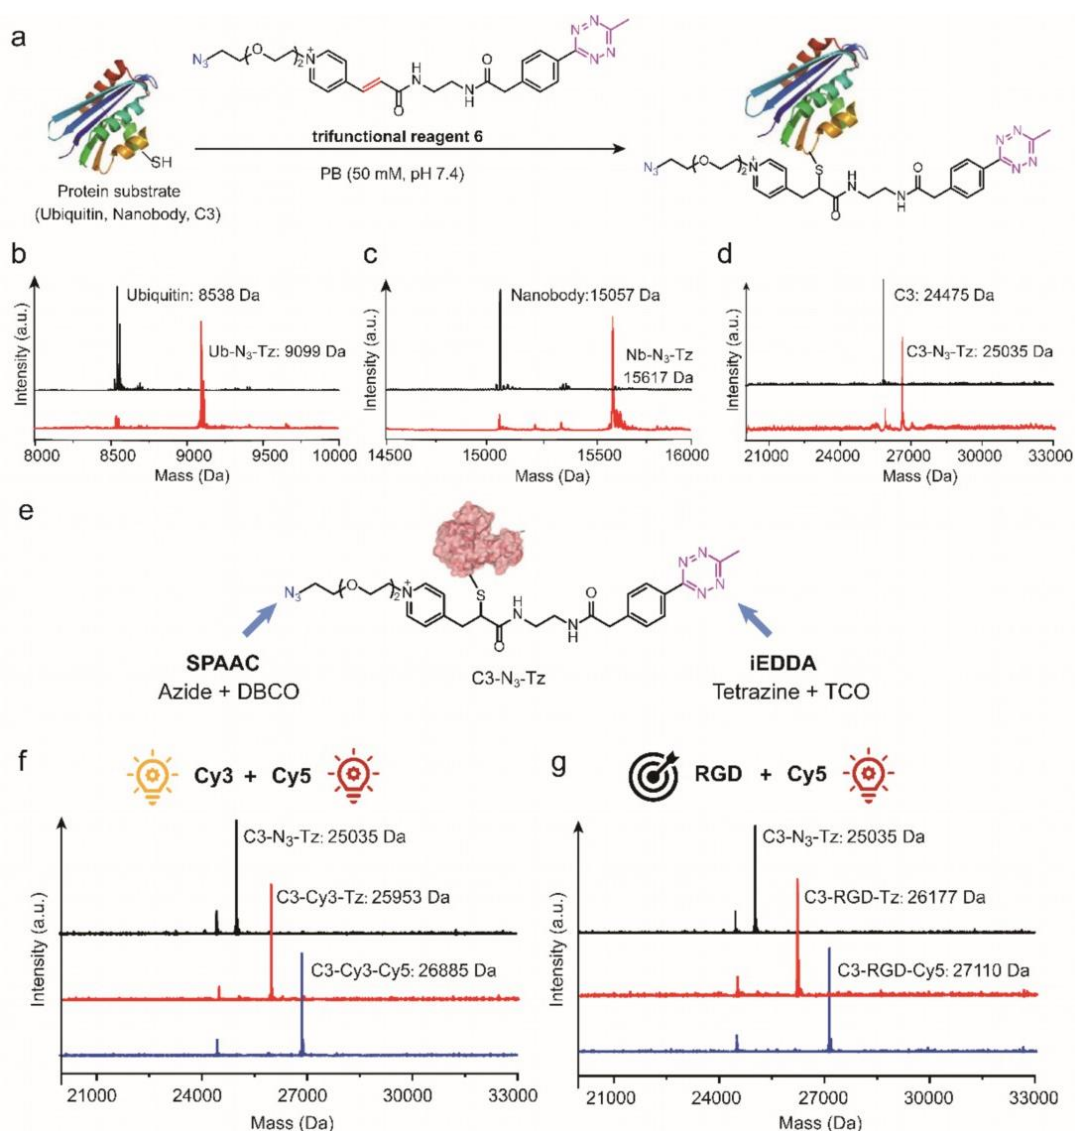 a
N3
O
2
N+
O
H
N
N
H
O
N
N
N
N
trifunctional reagent 6
PB (50 mM, pH 7.4)
SH
Protein substrate
(Ubiquitin, Nanobody, C3)
N3
O
2
N+
S
O
H
N
N
H
O
N
N
N
N
b
Intensity (a.u.)
Ubiquitin: 8538 Da
Ub-N3-Tz: 9099 Da
8000 8500 9000 9500 10000
Mass (Da)
c
Intensity (a.u.)
Nanobody:15057 Da
Nb-N3-Tz
15617 Da
14500 15000 15500 16000
Mass (Da)
d
Intensity (a.u.)
C3: 24475 Da
C3-N3-Tz: 25035 Da
21000 24000 27000 30000 33000
Mass (Da)
e
N3
O
2
N+
S
O
H
N
N
H
O
N
N
N
N
SPAAC
Azide + DBCO
C3-N3-Tz
iEDDA
Tetrazine + TCO
f
Cy3 + Cy5
Intensity (a.u.)
C3-N3-Tz: 25035 Da
C3-Cy3-Tz: 25953 Da
C3-Cy3-Cy5: 26885 Da
21000 24000 27000 30000 33000
Mass (Da)
g
RGD + Cy5
Intensity (a.u.)
C3-N3-Tz: 25035 Da
C3-RGD-Tz: 26177 Da
C3-RGD-Cy5: 27110 Da
21000 24000 27000 30000 33000
Mass (Da)